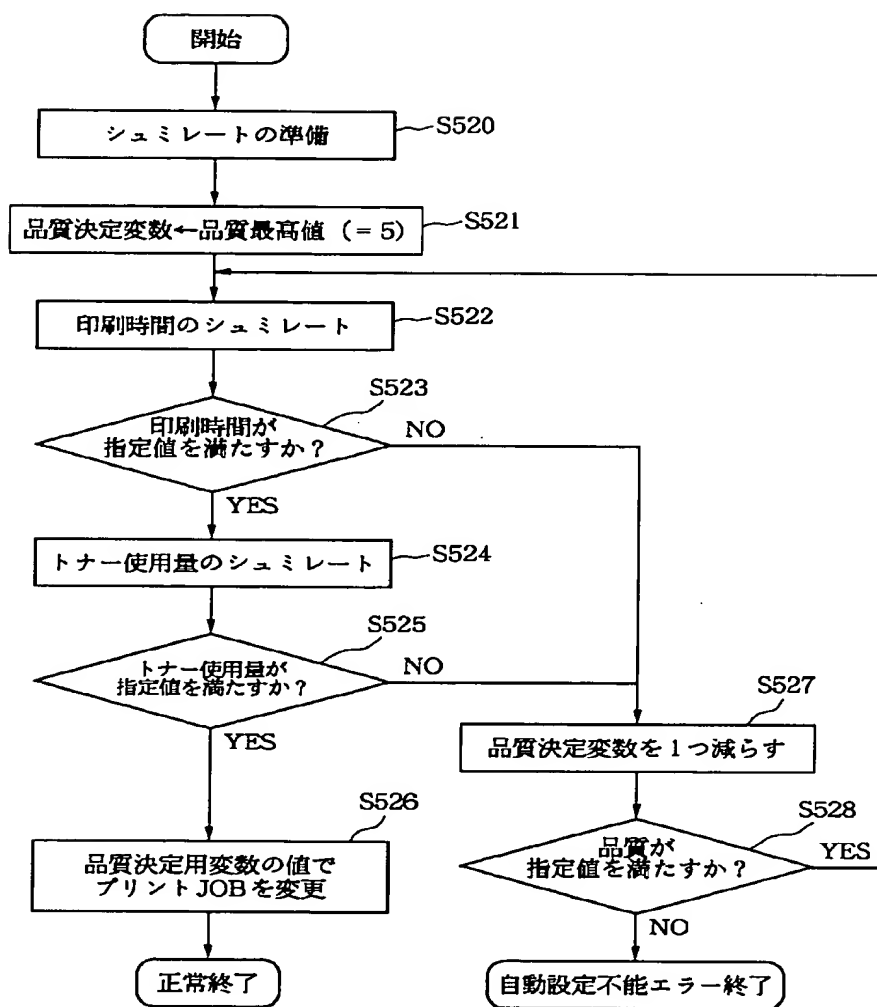 開始
シュミレートの準備
S520
品質決定変数←品質最高値（=5）
S521
印刷時間のシュミレート
S522
S523
印刷時間が
指定値を満たすか？
NO
YES
トナー使用量のシュミレート
S524
S525
トナー使用量が
指定値を満たすか？
NO
YES
S527
品質決定変数を1つ減らす
S526
品質決定用変数の値で
プリントJOBを変更
S528
品質が
指定値を満たすか？
YES
NO
正常終了
自動設定不能エラー終了